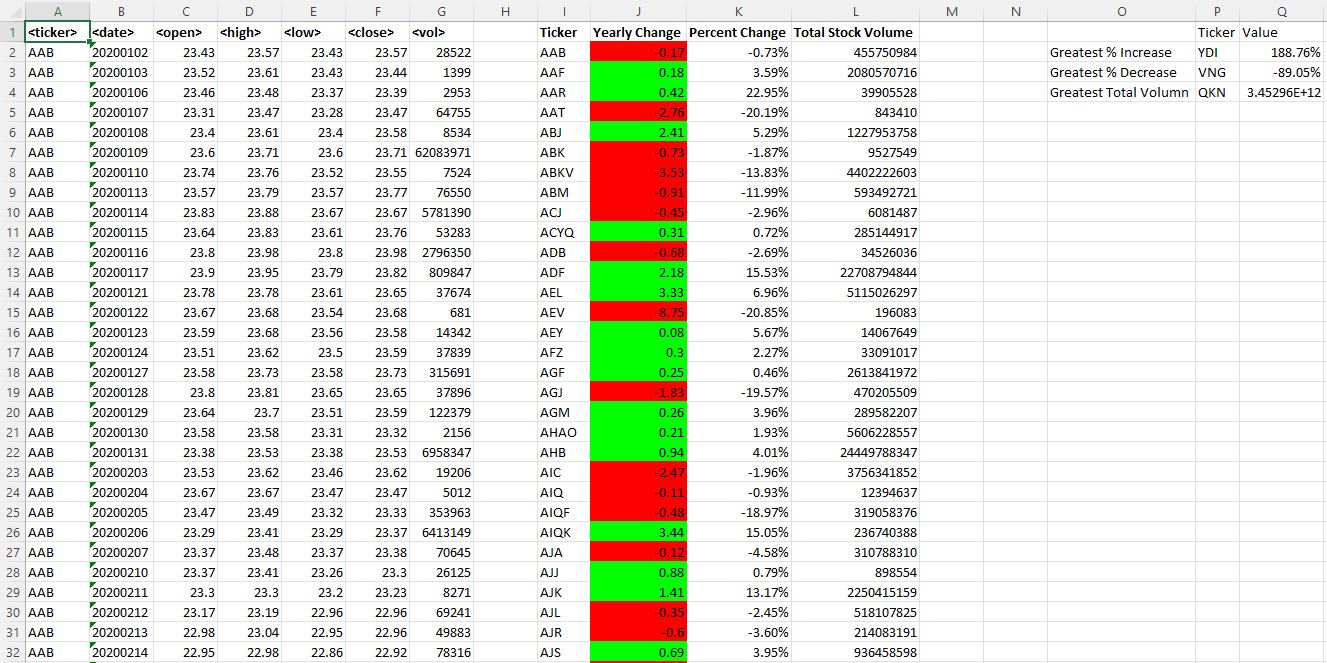 A B C D E F G H I J K L M N O P Q
1 <ticker> <date> <open> <high> <low> <close> <vol> Ticker Yearly Change Percent Change Total Stock Volume Ticker Value
2 AAB 20200102 23.43 23.57 23.43 23.57 28522 AAB -0.17 -0.73% 455750984 Greatest % Increase YDI 188.76%
3 AAB 20200103 23.52 23.61 23.43 23.44 1399 AAF 0.18 3.59% 2080570716 Greatest % Decrease VNG -89.05%
4 AAB 20200106 23.46 23.48 23.37 23.39 2953 AAR 0.42 22.95% 39905528 Greatest Total Volumn QKN 3.45296E+12
5 AAB 20200107 23.31 23.47 23.28 23.47 64755 AAT -2.76 -20.19% 843410
6 AAB 20200108 23.4 23.61 23.4 23.58 8534 ABJ 2.41 5.29% 1227953758
7 AAB 20200109 23.6 23.71 23.6 23.71 62083971 ABK -0.73 -1.87% 9527549
8 AAB 20200110 23.74 23.76 23.52 23.55 7524 ABKV -3.53 -13.83% 4402222603
9 AAB 20200113 23.57 23.79 23.57 23.77 76550 ABM -0.91 -11.99% 593492721
10 AAB 20200114 23.83 23.88 23.67 23.67 5781390 ACJ -0.45 -2.96% 6081487
11 AAB 20200115 23.64 23.83 23.61 23.76 53283 ACYQ 0.31 0.72% 285144917
12 AAB 20200116 23.8 23.98 23.8 23.98 2796350 ADB -0.68 -2.69% 34526036
13 AAB 20200117 23.9 23.95 23.79 23.82 809847 ADF 2.18 15.53% 22708794844
14 AAB 20200121 23.78 23.78 23.61 23.65 37674 AEL 3.33 6.96% 5115026297
15 AAB 20200122 23.67 23.68 23.54 23.68 681 AEV -8.75 -20.85% 196083
16 AAB 20200123 23.59 23.68 23.56 23.58 14342 AEY 0.08 5.67% 14067649
17 AAB 20200124 23.51 23.62 23.5 23.59 37839 AFZ 0.3 2.27% 33091017
18 AAB 20200127 23.58 23.73 23.58 23.73 315691 AGF 0.25 0.46% 2613841972
19 AAB 20200128 23.8 23.81 23.65 23.65 37896 AGJ -1.83 -19.57% 470205509
20 AAB 20200129 23.64 23.7 23.51 23.59 122379 AGM 0.26 3.96% 289582207
21 AAB 20200130 23.58 23.58 23.31 23.32 2156 AHAO 0.21 1.93% 5606228557
22 AAB 20200131 23.38 23.53 23.38 23.53 6958347 AHB 0.94 4.01% 24449788347
23 AAB 20200203 23.53 23.62 23.46 23.62 19206 AIC -2.47 -1.96% 3756341852
24 AAB 20200204 23.67 23.67 23.47 23.47 5012 AIQ -0.11 -0.93% 12394637
25 AAB 20200205 23.47 23.49 23.32 23.33 353963 AIQF -0.48 -18.97% 319058376
26 AAB 20200206 23.29 23.41 23.29 23.37 6413149 AIQK 3.44 15.05% 236740388
27 AAB 20200207 23.37 23.48 23.37 23.38 70645 AJA -0.12 -4.58% 310788310
28 AAB 20200210 23.37 23.41 23.26 23.3 26125 AJJ 0.88 0.79% 898554
29 AAB 20200211 23.3 23.3 23.2 23.23 8271 AJK 1.41 13.17% 2250415159
30 AAB 20200212 23.17 23.19 22.96 22.96 69241 AJL -0.35 -2.45% 518107825
31 AAB 20200213 22.98 23.04 22.95 22.96 49883 AJR -0.6 -3.60% 214083191
32 AAB 20200214 22.95 22.98 22.86 22.92 78316 AJS 0.69 3.95% 936458598